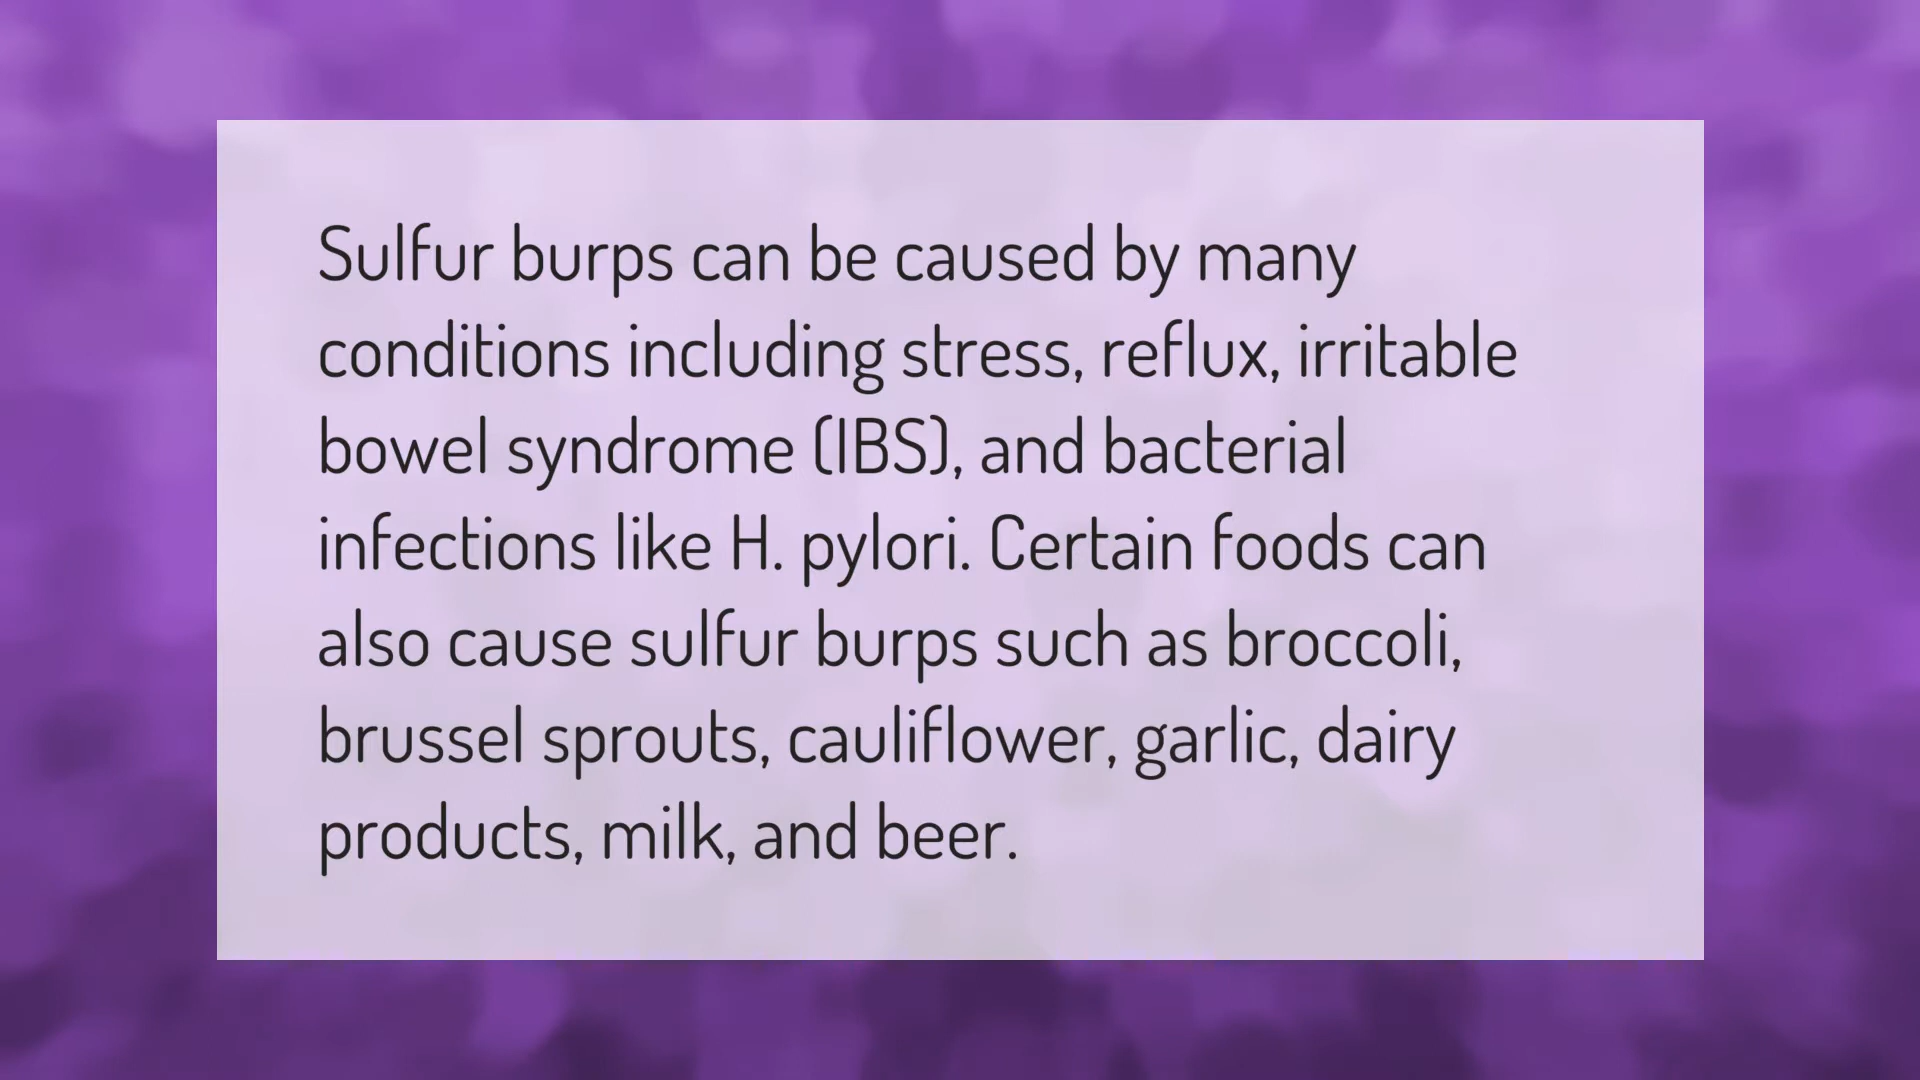 Sulfur burps can be caused by many
conditions including stress, reflux, irritable
bowel syndrome (IBS), and bacterial
infections like H. pylori. Certain foods can
also cause sulfur burps such as broccoli,
brussel sprouts, cauliflower, garlic, dairy
products, milk, and beer.